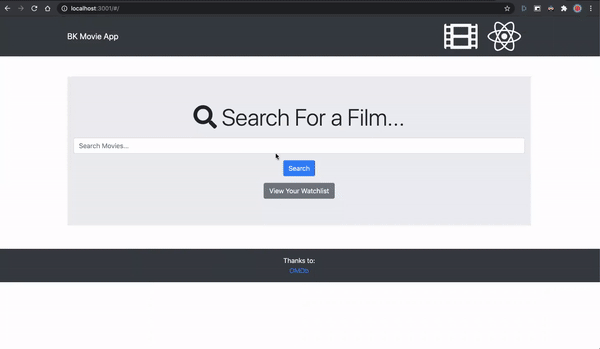 localhost:3001/#/
BK Movie App
Search For a Film...
Search Movies...
Search
View Your Watchlist
Thanks to:
OMDb